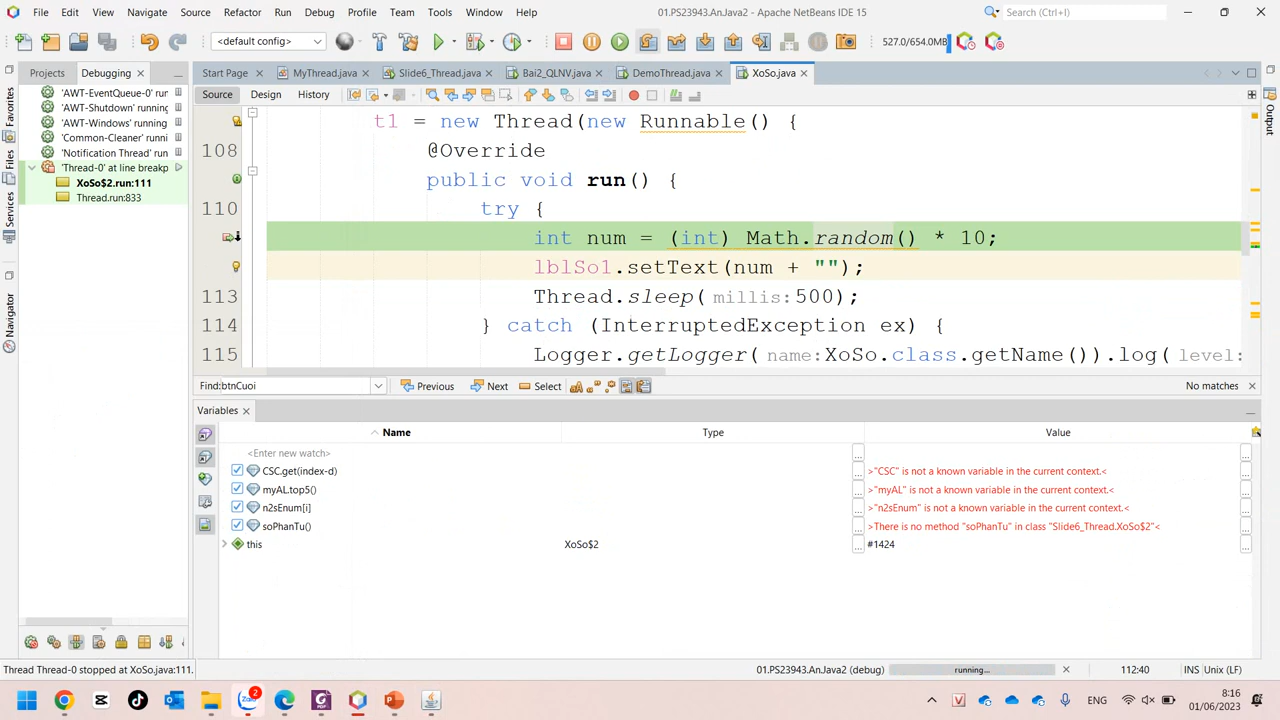 File Edit View Navigate Source Refactor Run Debug Profile Team Tools Window Help 01.PS23943.AnJava2 - Apache NetBeans IDE 15 Search (Ctrl+I)
<default config> 527.0/654.0MB
Projects Debugging Start Page MyThread.java Slide6_Thread.java Bai2_QLNV.java DemoThread.java XoSo.java
Source Design History
Favorites
Files
Services
Navigator
Output
'AWT-EventQueue-0' runn
'AWT-Shutdown' running
'AWT-Windows' running
'Common-Cleaner' runni
'Notification Thread' run
'Thread-0' at line breakp
XoSo$2.run:111
Thread.run:833
t1 = new Thread(new Runnable() {
108 @Override
public void run() {
110 try {
int num = (int) Math.random() * 10;
lblSo1.setText(num + "");
113 Thread.sleep(millis:500);
114 } catch (InterruptedException ex) {
115 Logger.getLogger(name:XoSo.class.getName()).log(level:
Find:btnCuoi Previous Next Select No matches
Variables
Name Type Value
<Enter new watch>
CSC.get(index-d) >"CSC" is not a known variable in the current context.<
myAL.top5() >"myAL" is not a known variable in the current context.<
n2sEnum[i] >"n2sEnum" is not a known variable in the current context.<
soPhanTu() >There is no method "soPhanTu" in class "Slide6_Thread.XoSo$2"<
this XoSo$2 #1424
Thread Thread-0 stopped at XoSo.java:111. 01.PS23943.AnJava2 (debug) running... 112:40 INS Unix (LF)
Zalo 2 ENG 8:16
01/06/2023